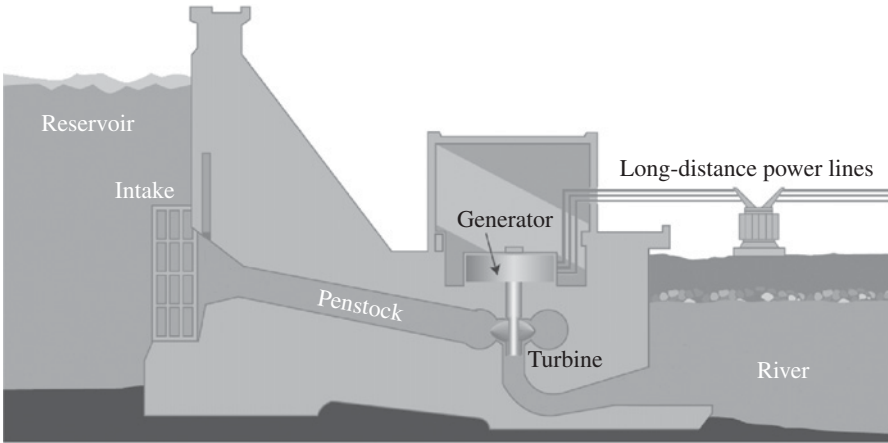 Reservoir
Intake
Long-distance power lines
Generator
Penstock
Turbine
River